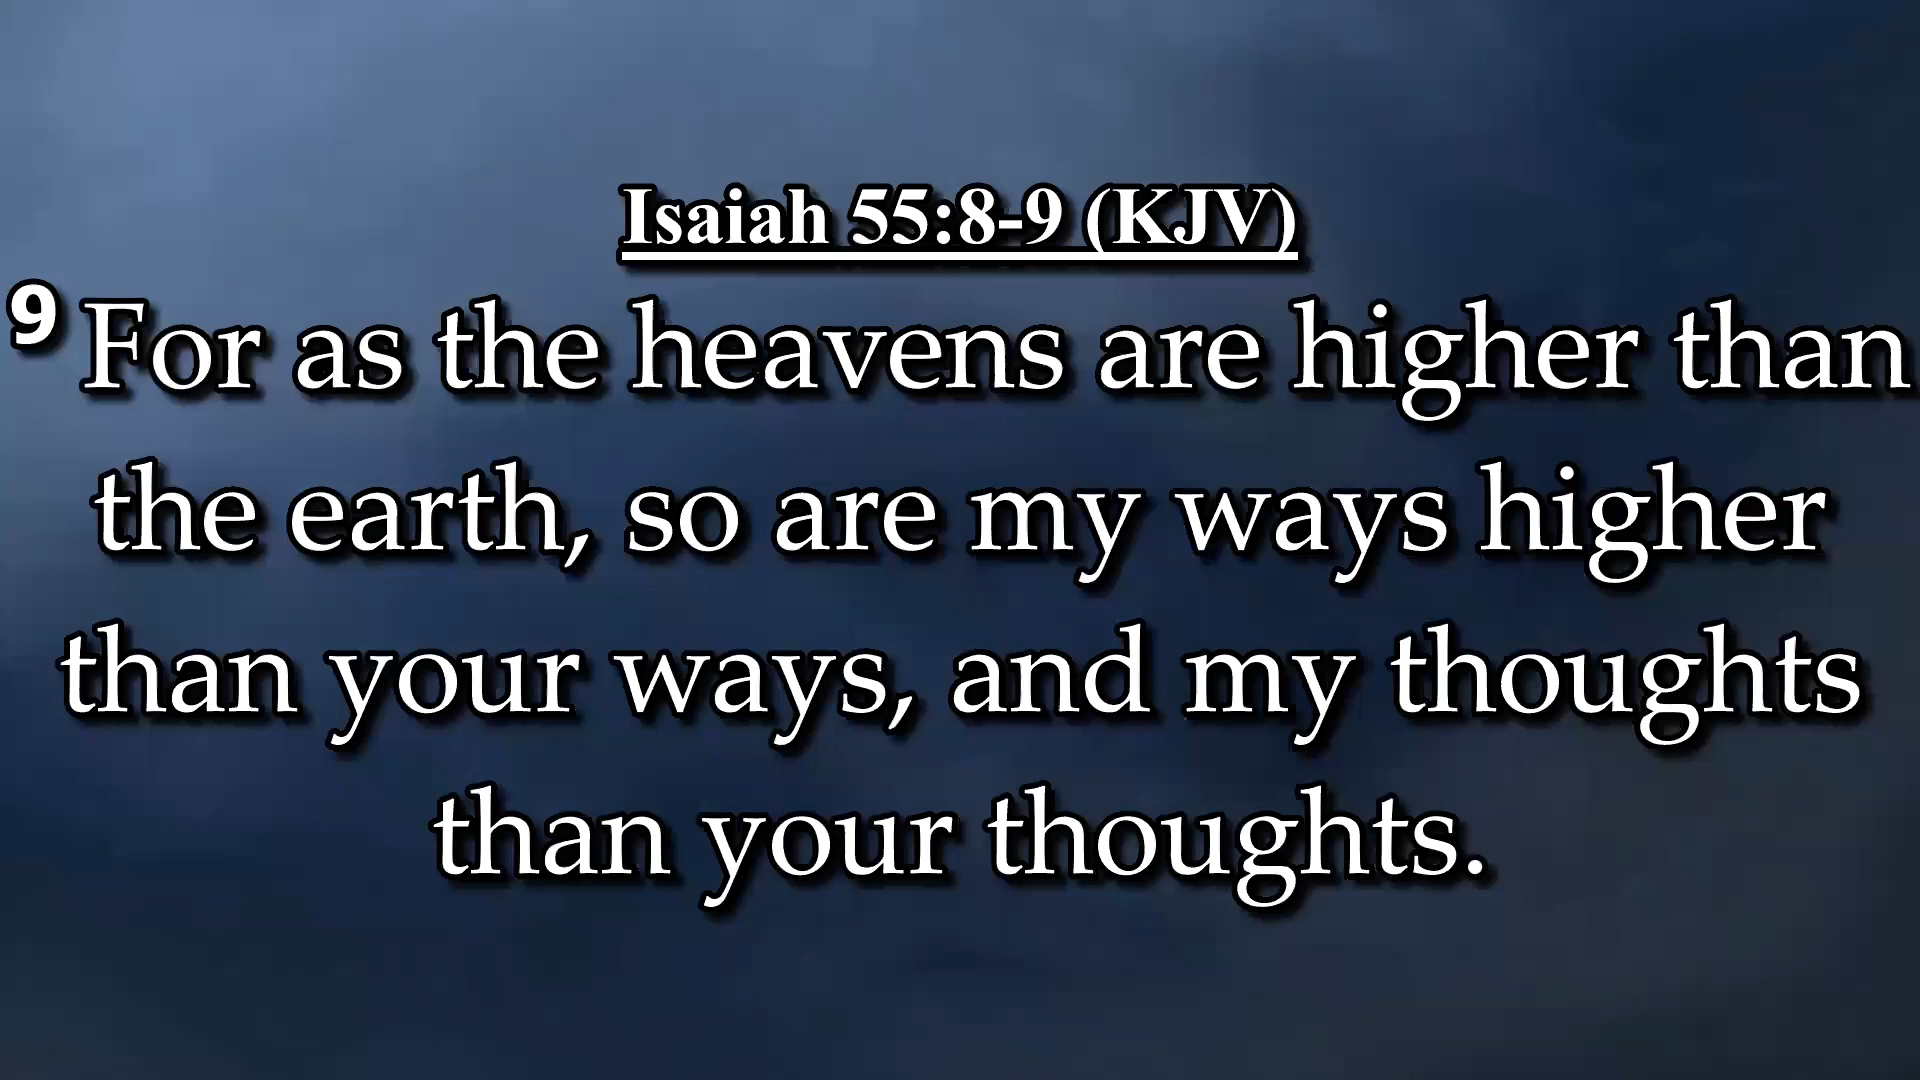 Isaiah 55:8-9 (KJV)
9 For as the heavens are higher than
the earth, so are my ways higher
than your ways, and my thoughts
than your thoughts.